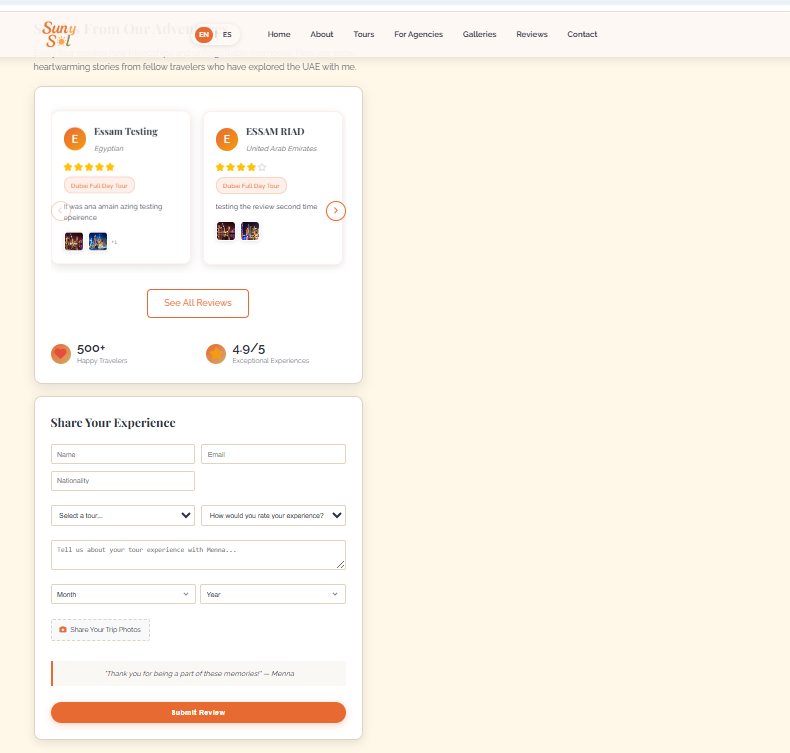 Suny
Sol
EN ES Home About Tours For Agencies Galleries Reviews Contact
From Our
heartwarming stories from fellow travelers who have explored the UAE with me.
E Essam Testing
Egyptian
Dubai Full Day Tour
It was ana amain azing testing
epeirence
+1
E ESSAM RIAD
United Arab Emirates
Dubai Full Day Tour
testing the review second time
See All Reviews
500+
Happy Travelers
4.9/5
Exceptional Experiences
Share Your Experience
Name Email
Nationality
Select a tour... How would you rate your experience?
Tell us about your tour experience with Menna...
Month Year
Share Your Trip Photos
"Thank you for being a part of these memories!" — Menna
Submit Review